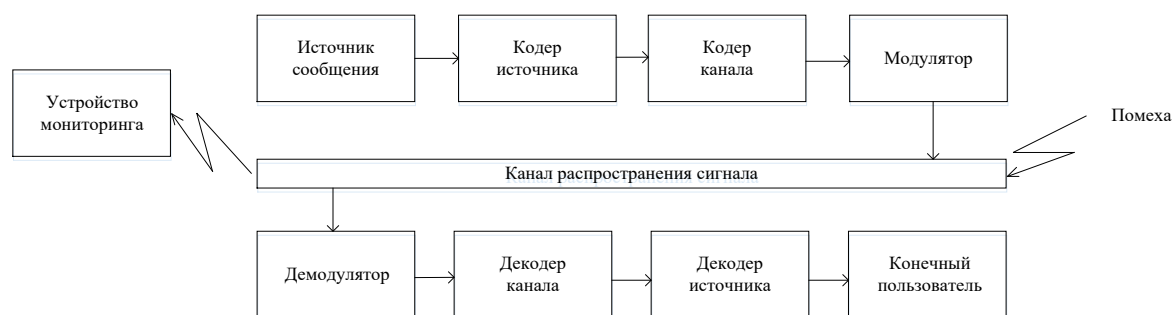 Источник
сообщения
Кодер
источника
Кодер
канала
Модулятор
Устройство
мониторинга
Помеха
Канал распространения сигнала
Демодулятор
Декодер
канала
Декодер
источника
Конечный
пользователь